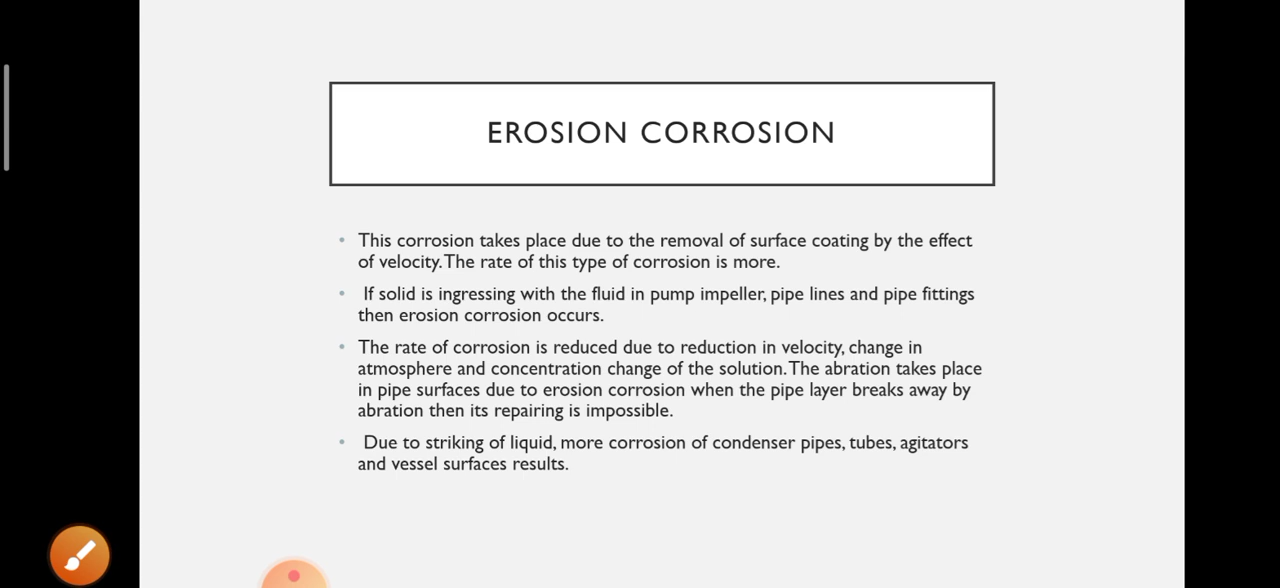 EROSION CORROSION
• This corrosion takes place due to the removal of surface coating by the effect
of velocity. The rate of this type of corrosion is more.
• If solid is ingressing with the fluid in pump impeller, pipe lines and pipe fittings
then erosion corrosion occurs.
• The rate of corrosion is reduced due to reduction in velocity, change in
atmosphere and concentration change of the solution. The abration takes place
in pipe surfaces due to erosion corrosion when the pipe layer breaks away by
abration then its repairing is impossible.
• Due to striking of liquid, more corrosion of condenser pipes, tubes, agitators
and vessel surfaces results.